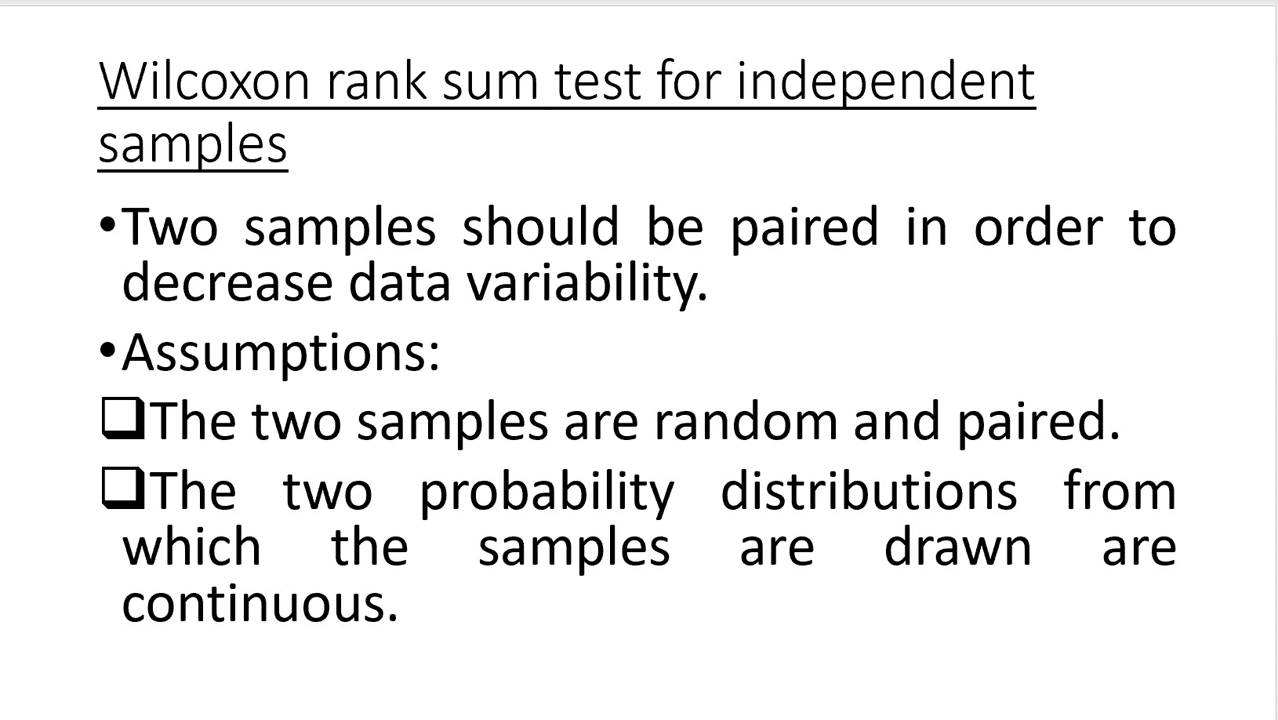 Wilcoxon rank sum test for independent
samples
•Two samples should be paired in order to
decrease data variability.
•Assumptions:
❑The two samples are random and paired.
❑The two probability distributions from
which the samples are drawn are
continuous.